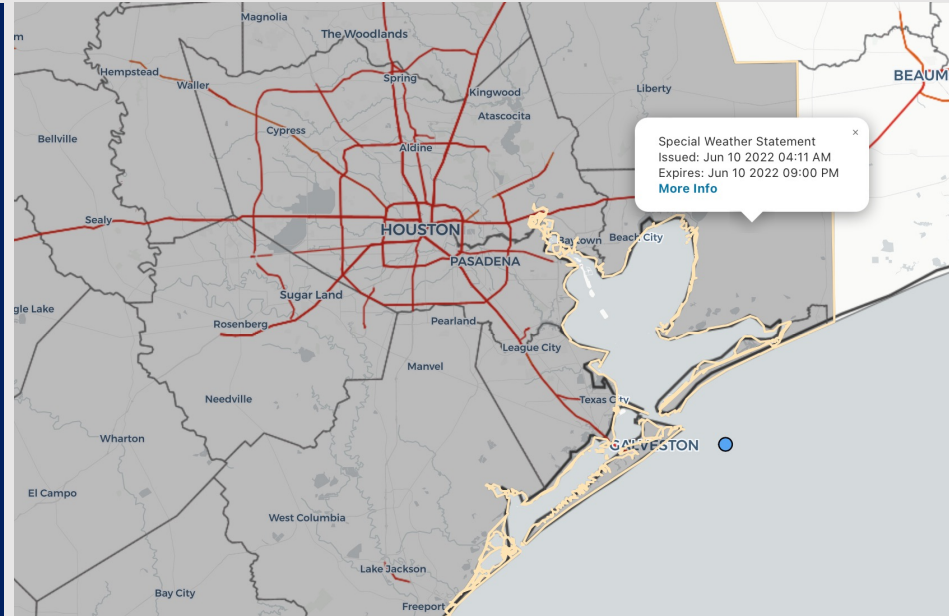 Magnolia
The Woodlands
m
Hempstead
Waller
Spring
Kingwood
Liberty
BEAUM
Atascocita
Cypress
Bellville
Aldine
×
Special Weather Statement
Issued: Jun 10 2022 04:11 AM
Expires: Jun 10 2022 09:00 PM
More Info
Sealy
HOUSTON
Baytown
Beach City
PASADENA
Sugar Land
gle Lake
Rosenberg
Pearland
League City
Manvel
Needville
Texas City
Wharton
GALVESTON
El Campo
West Columbia
Lake Jackson
Bay City
Freeport